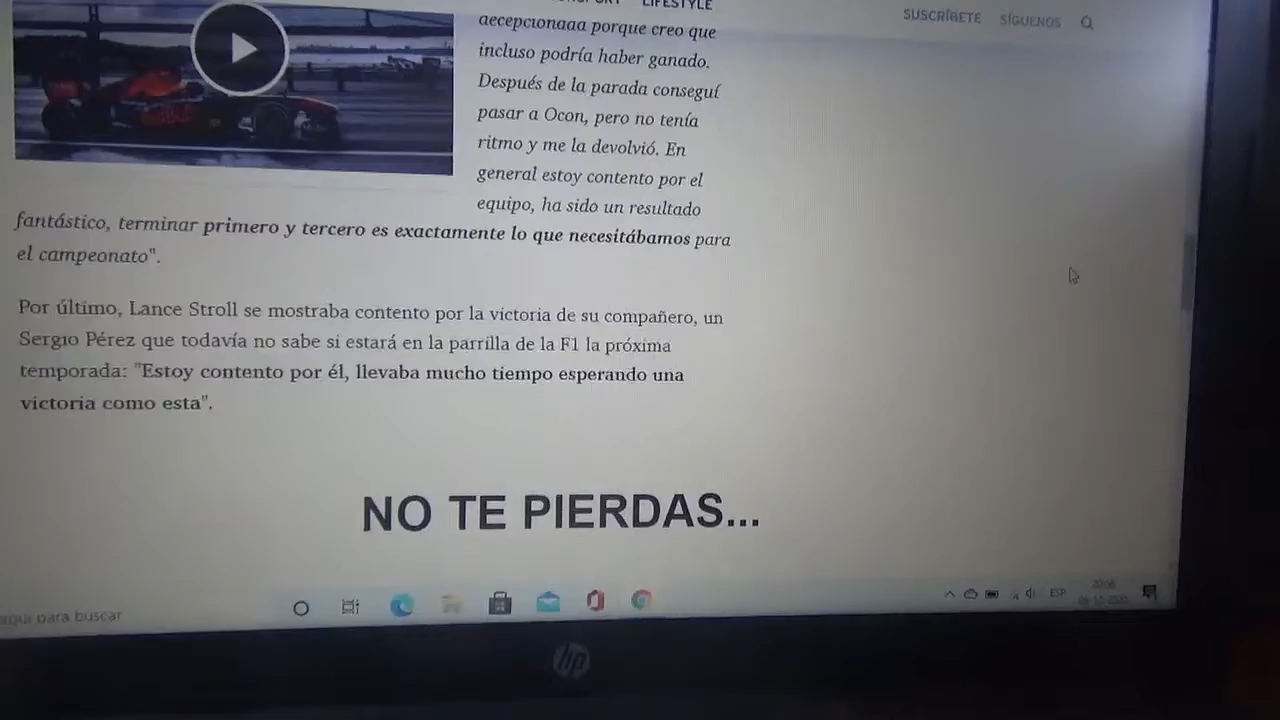 LIFESTYLE
SUSCRÍBETE SÍGUENOS
porque creo que
incluso podría haber ganado.
Después de la parada conseguí
pasar a Ocon, pero no tenía
ritmo y me la devolvió. En
general estoy contento por el
equipo, ha sido un resultado
fantástico, terminar primero y tercero es exactamente lo que necesitábamos para
el campeonato".
Por último, Lance Stroll se mostraba contento por la victoria de su compañero, un
Sergio Pérez que todavía no sabe si estará en la parrilla de la F1 la próxima
temporada: "Estoy contento por él, llevaba mucho tiempo esperando una
victoria como esta".
NO TE PIERDAS...
aquí para buscar
ESP
hp